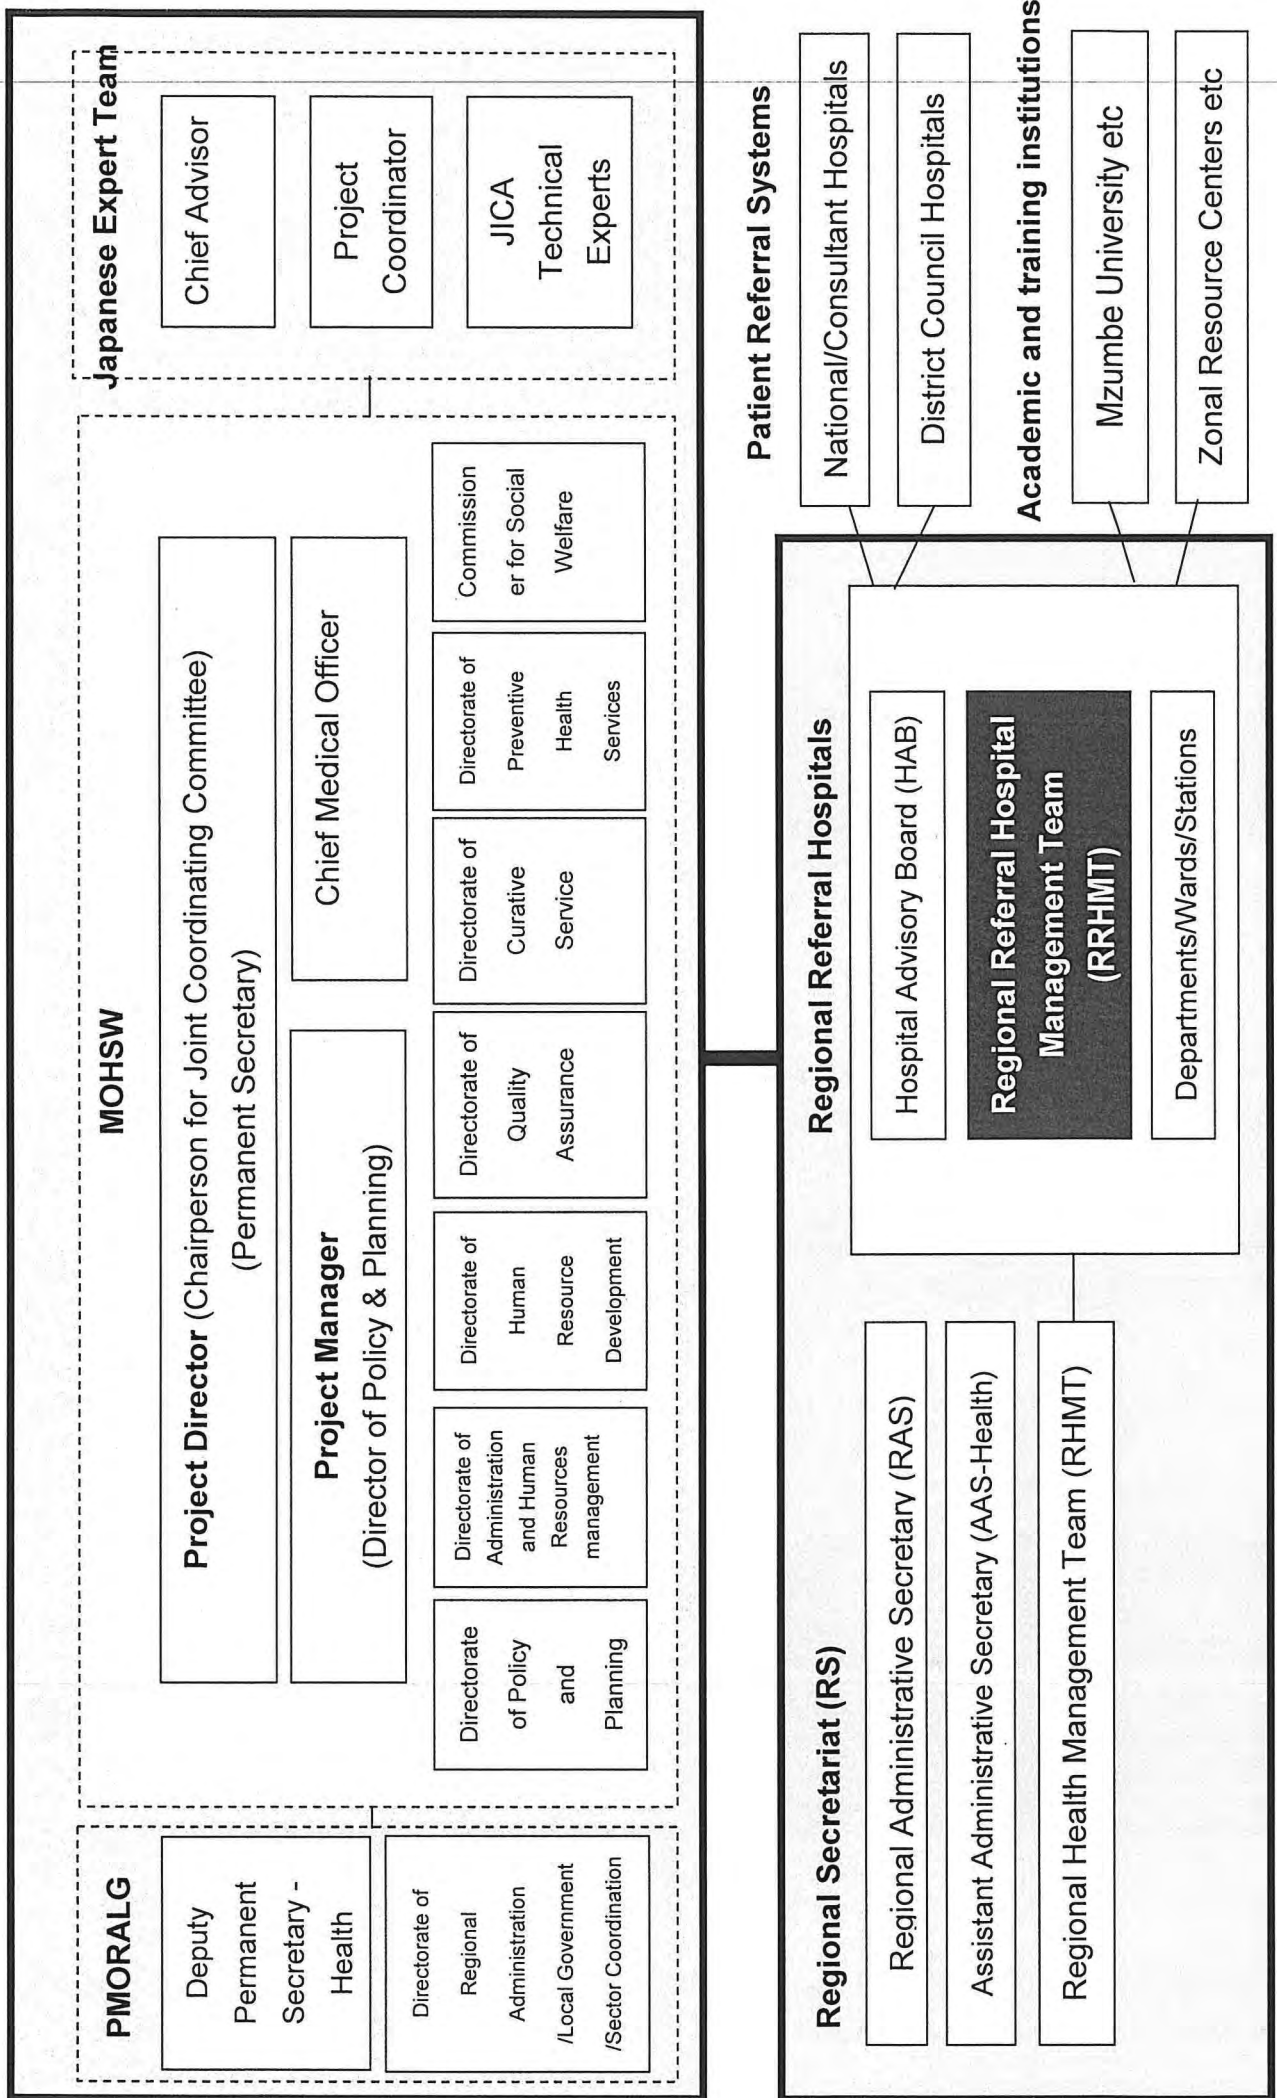 PMORALG
Deputy
Permanent
Secretary -
Health
Directorate of
Regional
Administration
/Local Government
/Sector Coordination
MOHSW
Project Director (Chairperson for Joint Coordinating Committee)
(Permanent Secretary)
Project Manager
(Director of Policy & Planning)
Chief Medical Officer
Directorate
of Policy
and
Planning
Directorate of
Administration
and Human
Resources
management
Directorate of
Human
Resource
Development
Directorate of
Quality
Assurance
Directorate of
Curative
Service
Directorate of
Preventive
Health
Services
Commission
er for Social
Welfare
Japanese Expert Team
Chief Advisor
Project
Coordinator
JICA
Technical
Experts
Regional Secretariat (RS)
Regional Administrative Secretary (RAS)
Assistant Administrative Secretary (AAS-Health)
Regional Health Management Team (RHMT)
Regional Referral Hospitals
Hospital Advisory Board (HAB)
Regional Referral Hospital
Management Team
(RRHMT)
Departments/Wards/Stations
Patient Referral Systems
National/Consultant Hospitals
District Council Hospitals
Academic and training institutions
Mzumbe University etc
Zonal Resource Centers etc